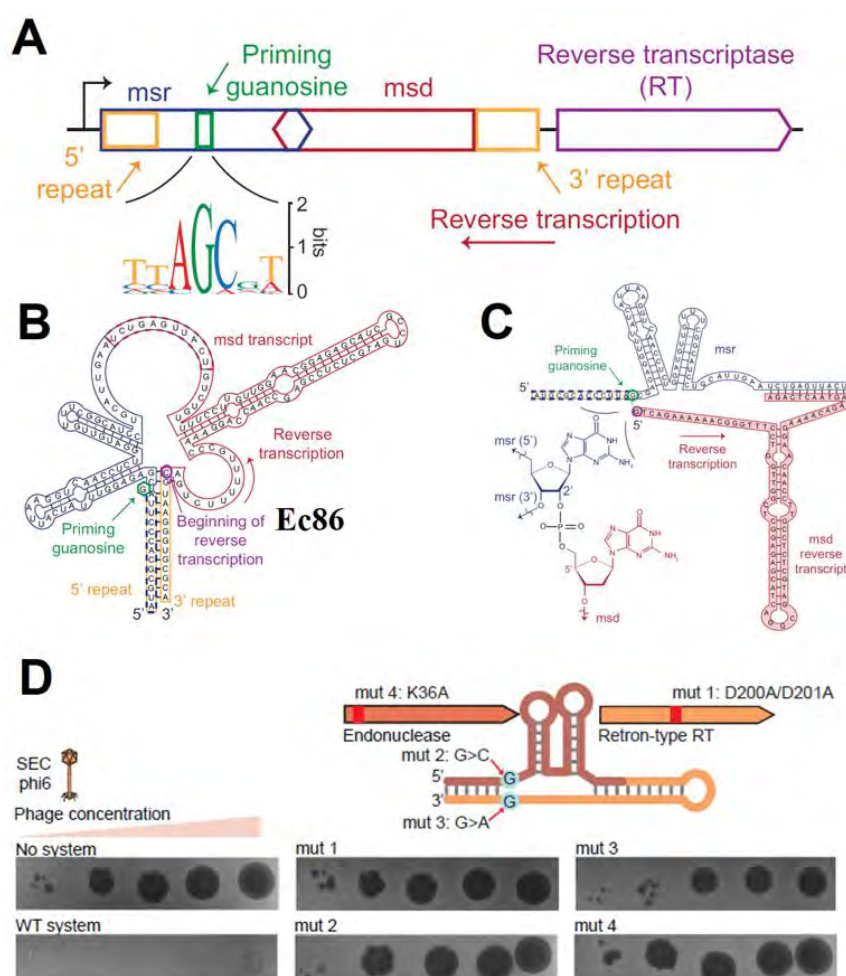 A
Priming
guanosine
msr
msd
Reverse transcriptase
(RT)
5'
repeat
3' repeat
Reverse transcription
2
1
0
bits
TTAGC
T
B
msd transcript
Reverse
transcription
Priming
guanosine
Beginning of
reverse
transcription
Ec86
5' repeat
3' repeat
5' 3'
C
Priming
guanosine
msr
5'
5'
Reverse
transcription
msr (5')
msr (3')
2'
5'
msd
msd
reverse
transcript
D
mut 4: K36A
mut 1: D200A/D201A
Endonuclease
Retron-type RT
mut 2: G>C
5'
G
3'
G
mut 3: G>A
SEC
phi6
Phage concentration
No system
mut 1
mut 3
WT system
mut 2
mut 4